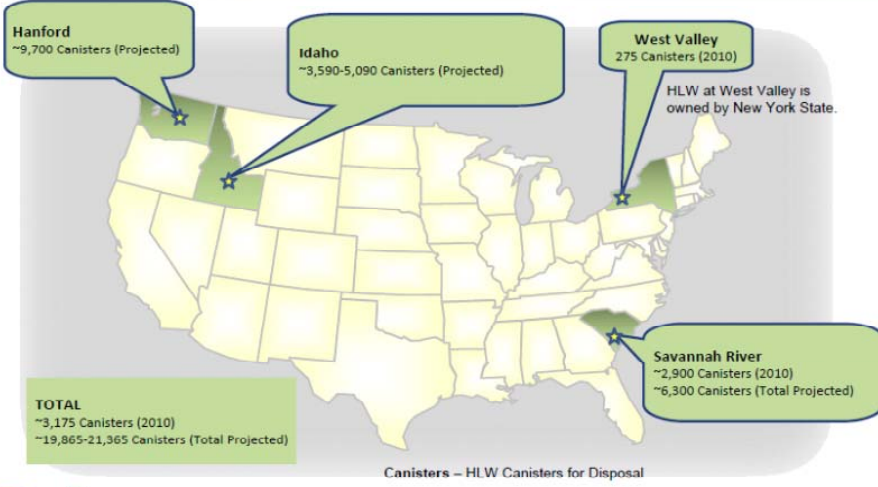 Hanford
~9,700 Canisters (Projected)
Idaho
~3,590-5,090 Canisters (Projected)
West Valley
275 Canisters (2010)
HLW at West Valley is
owned by New York State.
Savannah River
~2,900 Canisters (2010)
~6,300 Canisters (Total Projected)
TOTAL
~3,175 Canisters (2010)
~19,865-21,365 Canisters (Total Projected)
Canisters – HLW Canisters for Disposal